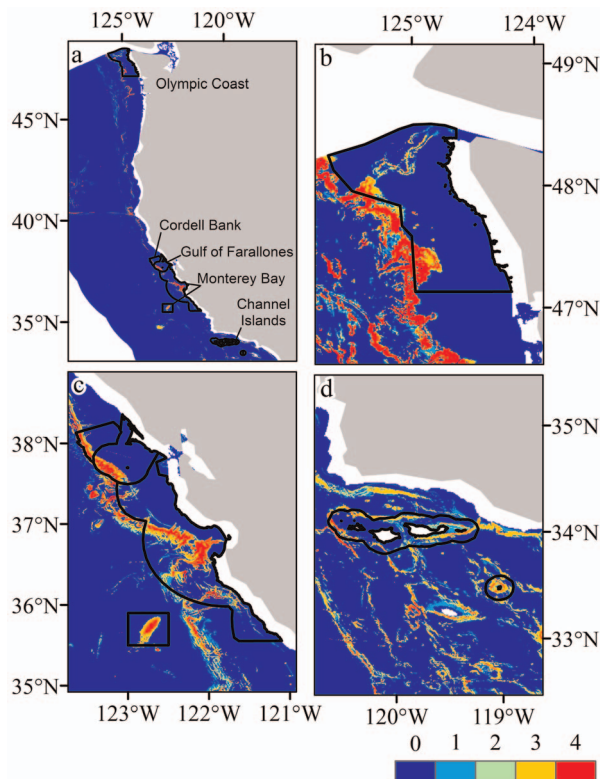 125°W 120°W
a
Olympic Coast
45°N
40°N
Cordell Bank
Gulf of Farallones
Monterey Bay
Channel
Islands
35°N
125°W 124°W
b
49°N
48°N
47°N
c
38°N
37°N
36°N
35°N
123°W 122°W 121°W
d
35°N
34°N
33°N
120°W 119°W
0 1 2 3 4